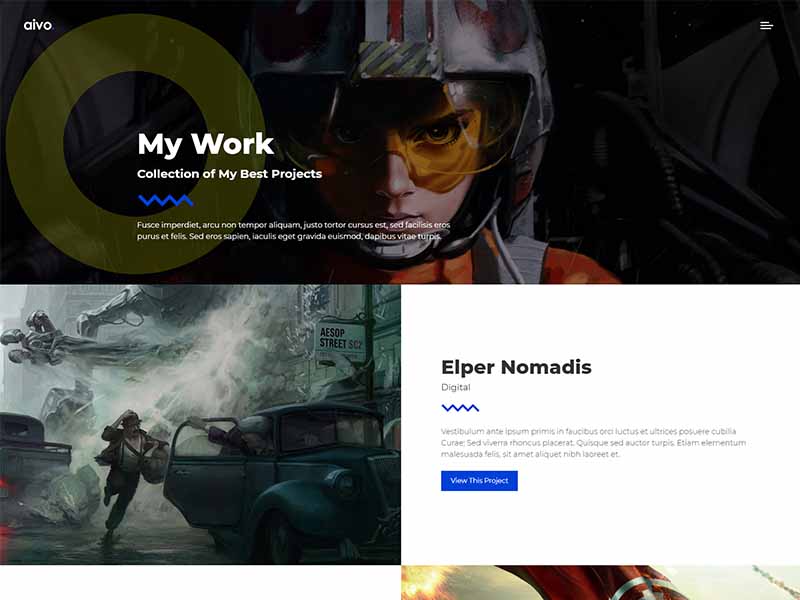 aivo
My Work
Collection of My Best Projects
Fusce imperdiet, arcu non tempor aliquam, justo tortor cursus est, sed facilisis eros
purus et felis. Sed eros sapien, iaculis eget gravida euismod, dapibus vitae turpis.
AESOP
STREET SC2
Elper Nomadis
Digital
Vestibulum ante ipsum primis in faucibus orci luctus et ultrices posuere cubilia
Curae; Sed viverra rhoncus placerat. Quisque sed auctor turpis. Etiam elementum
malesuada felis, sit amet aliquet nibh laoreet et.
View This Project